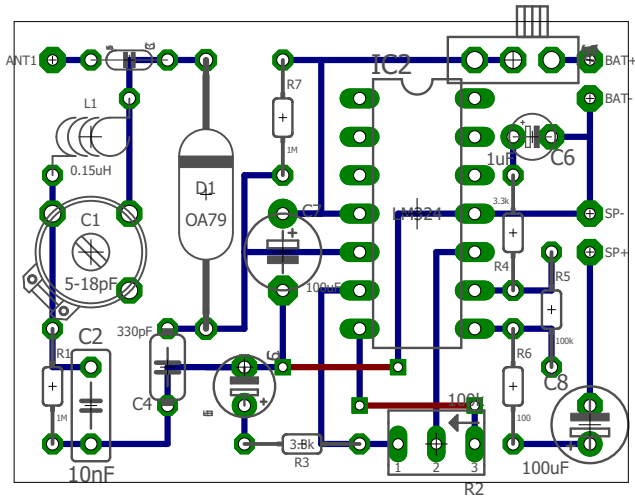 ANT1
IC2
BAT+
R7
BAT-
L1
1M
1uF
C6
0.15uH
3.3k
D1
C7
LM324
C1
OA79
SP-
SP+
R4
R5
5-18pF
100uF
330pF
R1
C2
100k
R6
C8
1M
C4
100k
100
3.3k
1
2
3
R3
10nF
100uF
R2